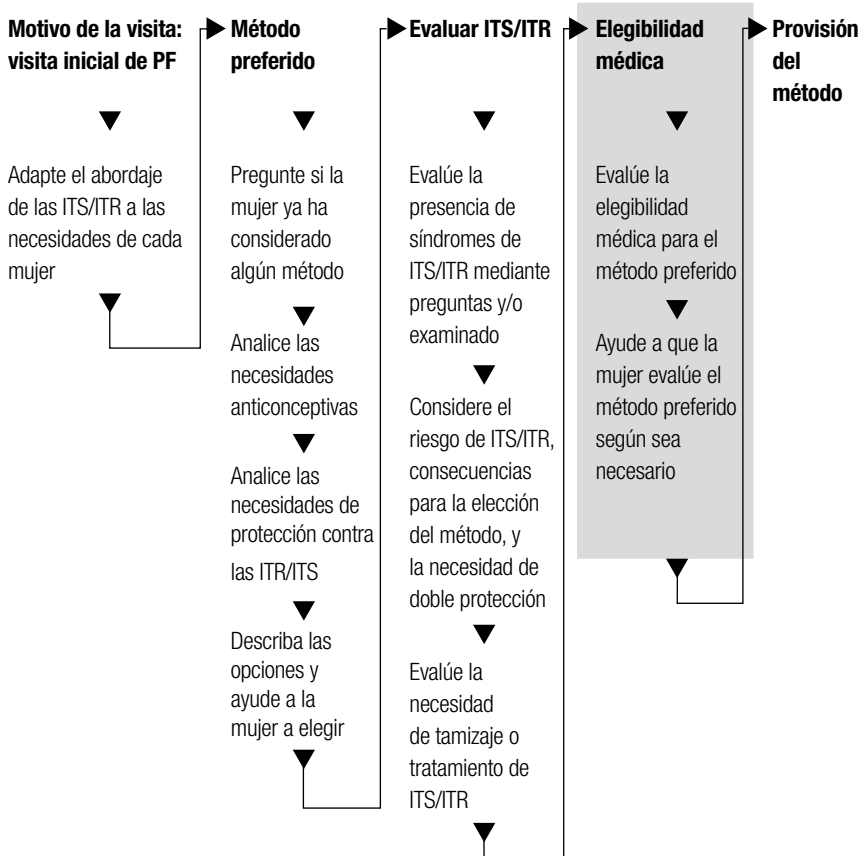 Motivo de la visita:
visita inicial de PF
Adapte el abordaje
de las ITS/ITR a las
necesidades de cada
mujer
Método
preferido
Pregunte si la
mujer ya ha
considerado
algún método
Analice las
necesidades
anticonceptivas
Analice las
necesidades de
protección contra
las ITR/ITS
Describa las
opciones y
ayude a la
mujer a elegir
Evaluar ITS/ITR
Evalúe la
presencia de
síndromes de
ITS/ITR mediante
preguntas y/o
examinado
Considere el
riesgo de ITS/ITR,
consecuencias
para la elección
del método, y
la necesidad de
doble protección
Evalúe la
necesidad
de tamizaje o
tratamiento de
ITS/ITR
Elegibilidad
médica
Evalúe la
elegibilidad
médica para el
método preferido
Ayude a que la
mujer evalúe el
método preferido
según sea
necesario
Provisión
del
método